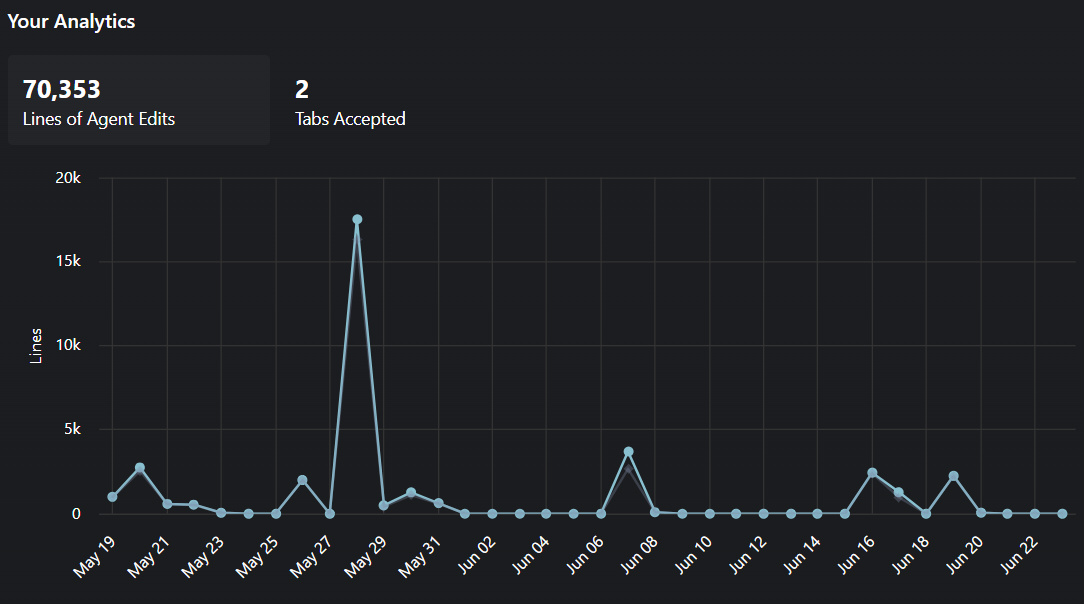 Your Analytics
70,353
Lines of Agent Edits
2
Tabs Accepted
20k
15k
10k
5k
0
Lines
May 19
May 21
May 23
May 25
May 27
May 29
May 31
Jun 02
Jun 04
Jun 06
Jun 08
Jun 10
Jun 12
Jun 14
Jun 16
Jun 18
Jun 20
Jun 22